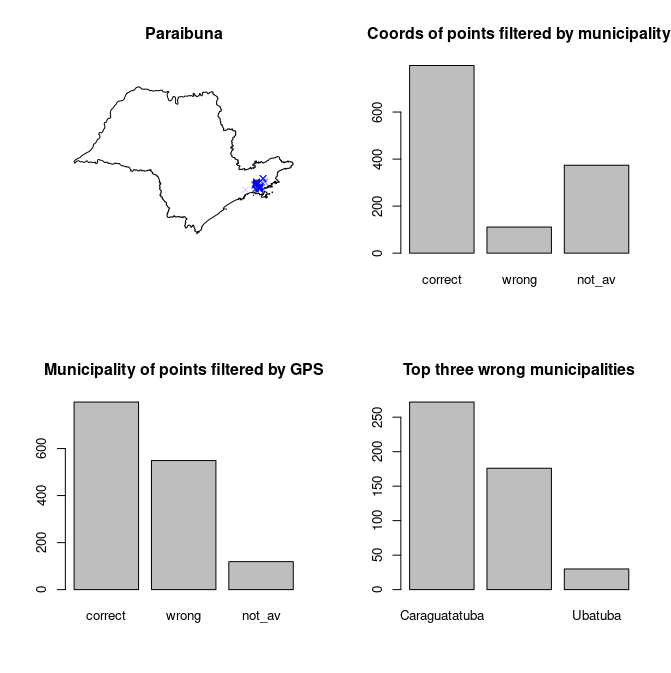 Paraibuna
Coords of points filtered by municipality
600
400
200
0
correct wrong not_av
Municipality of points filtered by GPS
600
400
200
0
correct wrong not_av
Top three wrong municipalities
250
200
150
100
50
0
Caraguatatuba Ubatuba